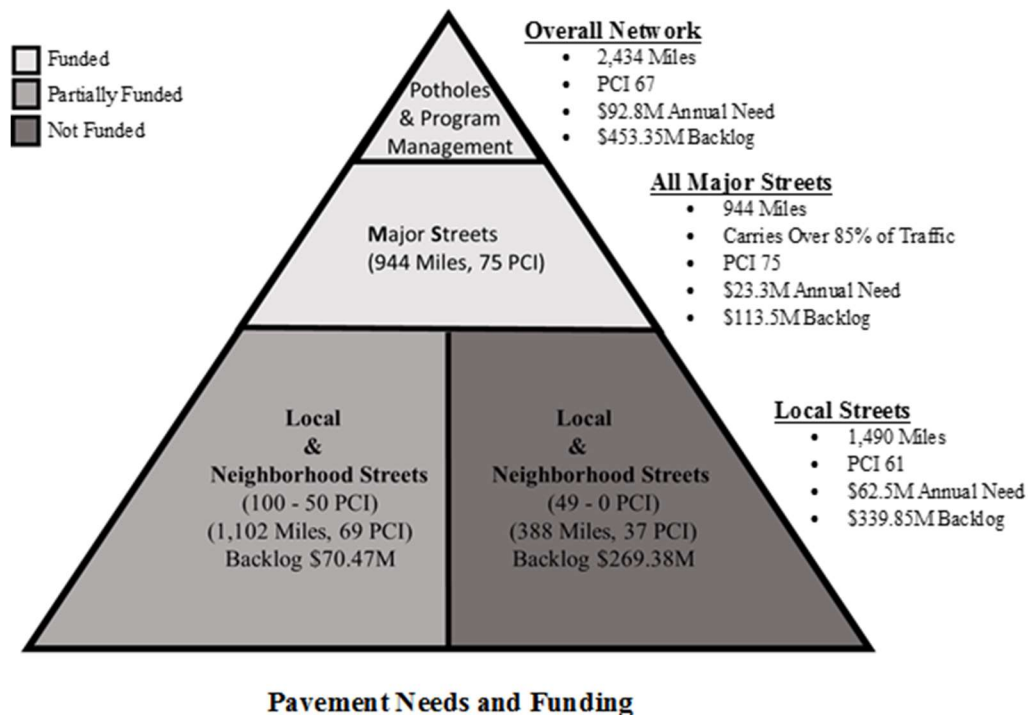 Funded
Partially Funded
Not Funded
Potholes
& Program
Management
Major Streets
(944 Miles, 75 PCI)
Local
&
Neighborhood Streets
(100 - 50 PCI)
(1,102 Miles, 69 PCI)
Backlog $70.47M
Local
&
Neighborhood Streets
(49 - 0 PCI)
(388 Miles, 37 PCI)
Backlog $269.38M
Overall Network
• 2,434 Miles
• PCI 67
• $92.8M Annual Need
• $453.35M Backlog
All Major Streets
• 944 Miles
• Carries Over 85% of Traffic
• PCI 75
• $23.3M Annual Need
• $113.5M Backlog
Local Streets
• 1,490 Miles
• PCI 61
• $62.5M Annual Need
• $339.85M Backlog
Pavement Needs and Funding